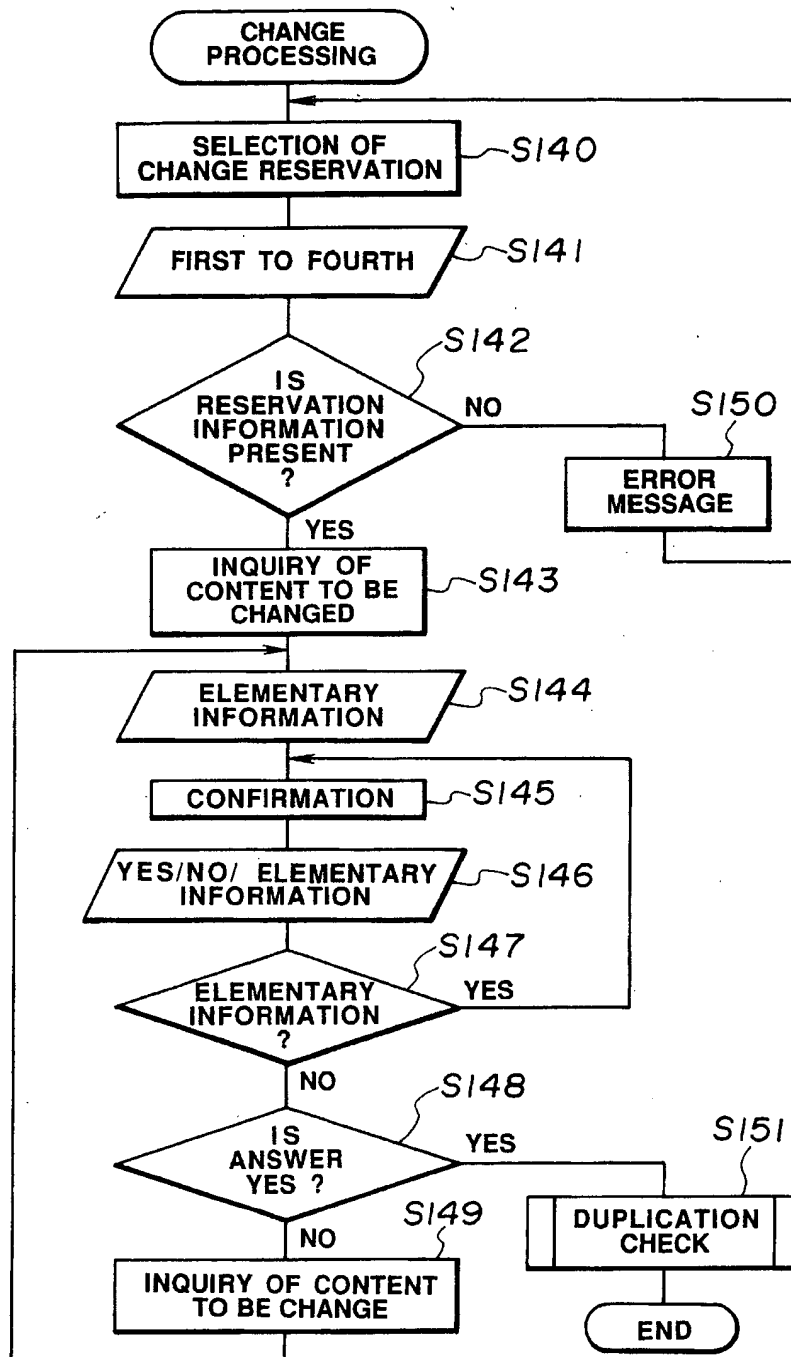 CHANGE
PROCESSING
SELECTION OF
CHANGE RESERVATION
S140
FIRST TO FOURTH
S141
IS
RESERVATION
INFORMATION
PRESENT
?
S142
NO
S150
ERROR
MESSAGE
YES
INQUIRY OF
CONTENT TO BE
CHANGED
S143
ELEMENTARY
INFORMATION
S144
CONFIRMATION
S145
YES/NO/ ELEMENTARY
INFORMATION
S146
S147
ELEMENTARY
INFORMATION
?
YES
NO
S148
IS
ANSWER
YES ?
YES
S151
DUPLICATION
CHECK
NO
S149
INQUIRY OF CONTENT
TO BE CHANGE
END